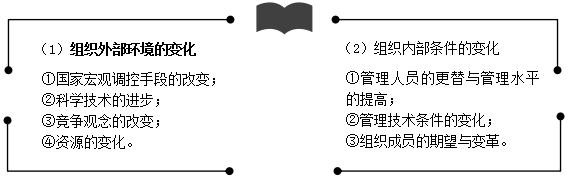 （1）组织外部环境的变化
①国家宏观调控手段的改变；
②科学技术的进步；
③竞争观念的改变；
④资源的变化。
（2）组织内部条件的变化
①管理人员的更替与管理水平
的提高；
②管理技术条件的变化；
③组织成员的期望与变革。